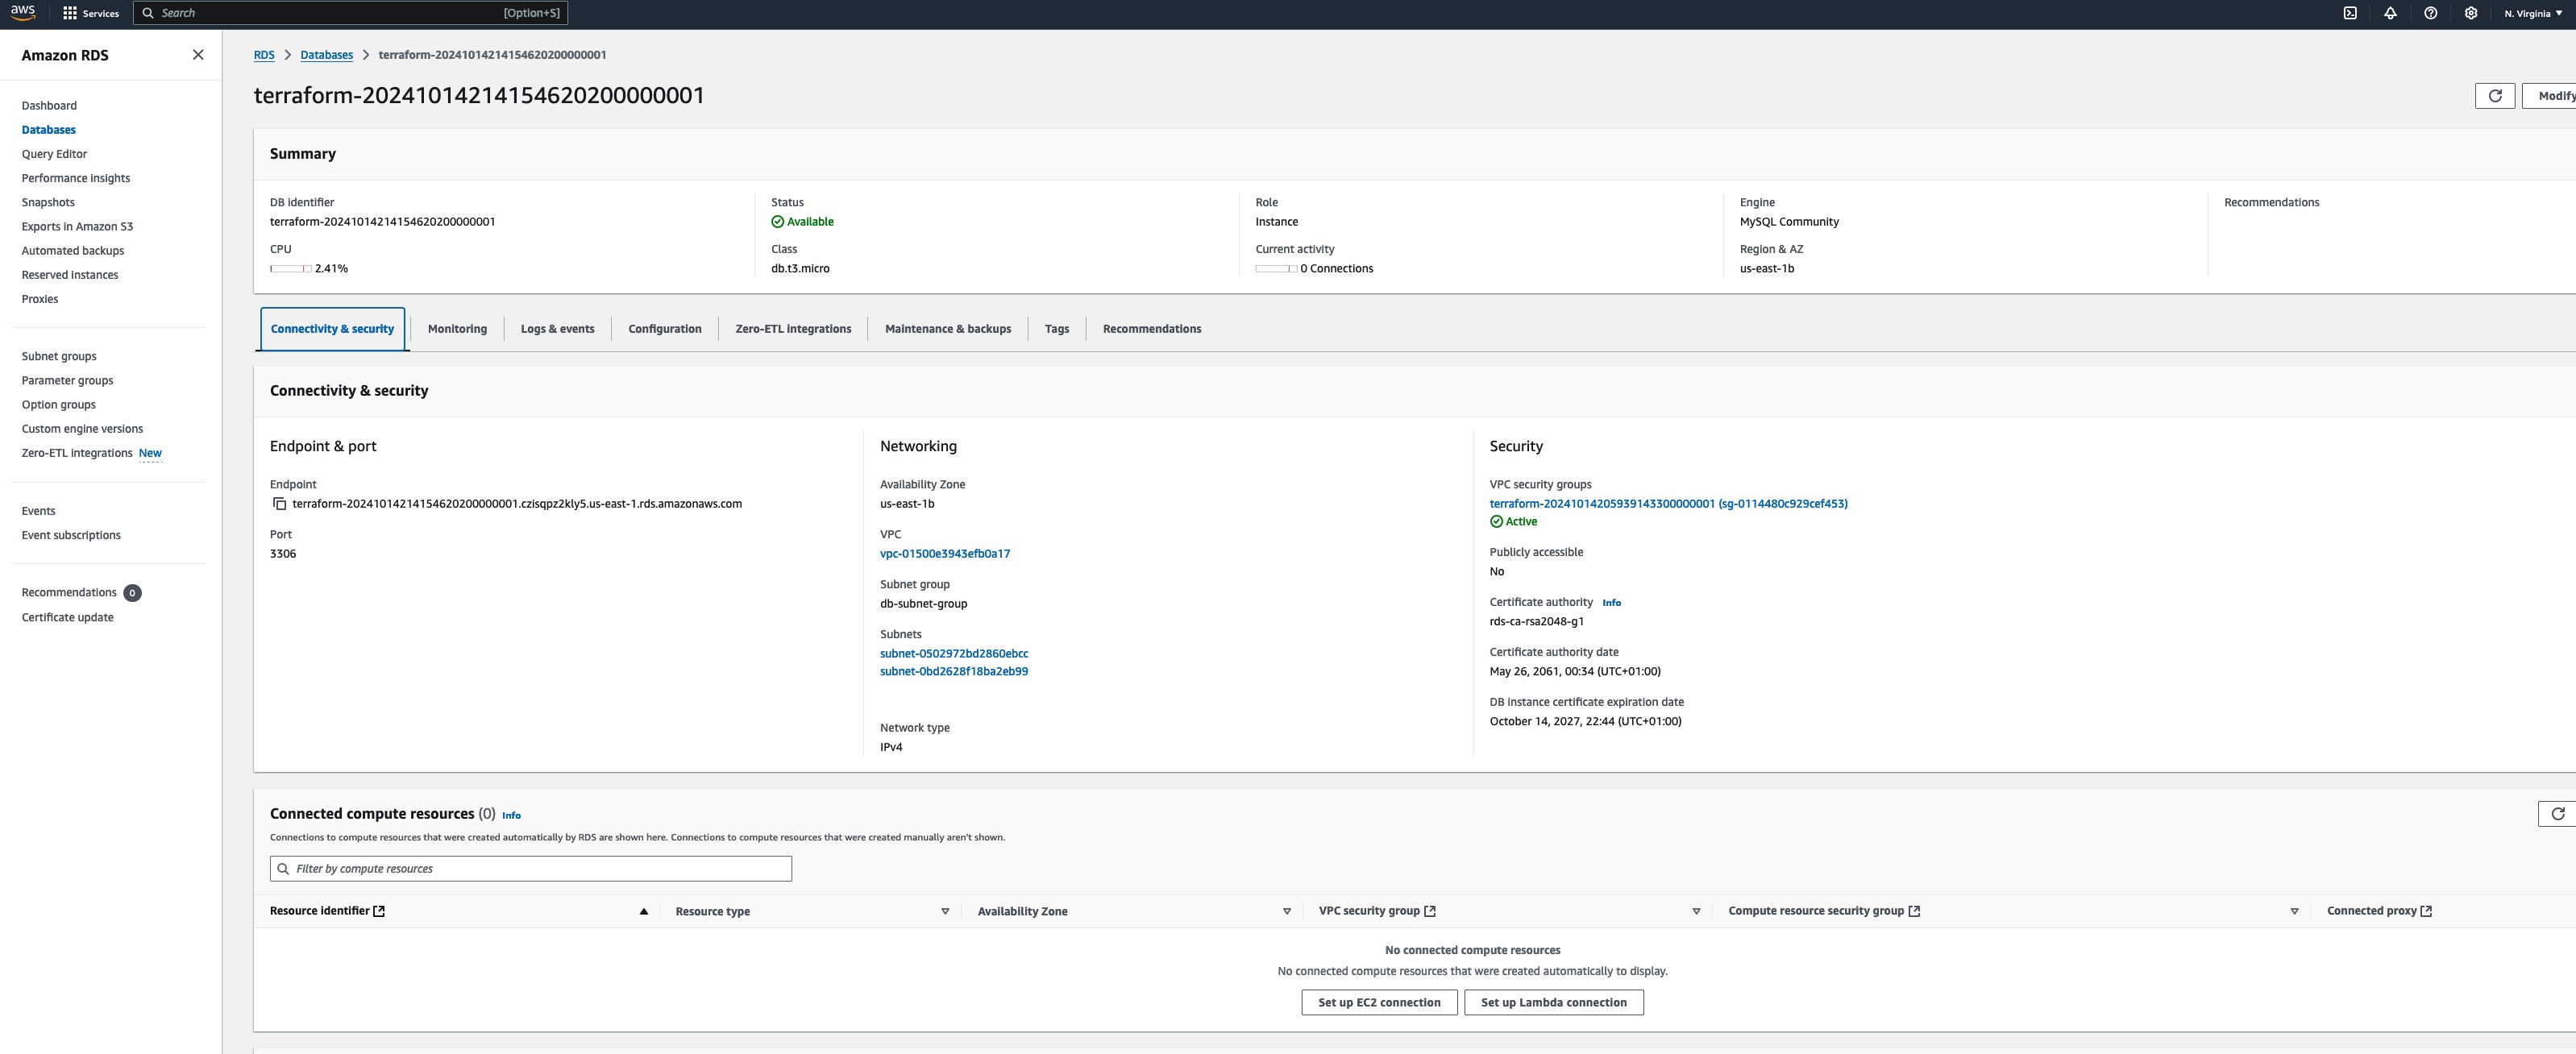 aws
Services
Search
[Option+S]
N. Virginia
Amazon RDS
Dashboard
Databases
Query Editor
Performance insights
Snapshots
Exports in Amazon S3
Automated backups
Reserved instances
Proxies
Subnet groups
Parameter groups
Option groups
Custom engine versions
Zero-ETL integrations New
Events
Event subscriptions
Recommendations 0
Certificate update
RDS > Databases > terraform-20241014214154620200000001
terraform-20241014214154620200000001
Modify
Summary
DB identifier
terraform-20241014214154620200000001
CPU
2.41%
Status
Available
Class
db.t3.micro
Role
Instance
Current activity
0 Connections
Engine
MySQL Community
Region & AZ
us-east-1b
Recommendations
Connectivity & security
Monitoring
Logs & events
Configuration
Zero-ETL integrations
Maintenance & backups
Tags
Recommendations
Connectivity & security
Endpoint & port
Endpoint
terraform-20241014214154620200000001.czisqpz2kly5.us-east-1.rds.amazonaws.com
Port
3306
Networking
Availability Zone
us-east-1b
VPC
vpc-01500e3943efb0a17
Subnet group
db-subnet-group
Subnets
subnet-0502972bd2860ebcc
subnet-0bd2628f18ba2eb99
Network type
IPv4
Security
VPC security groups
terraform-20241014205939143300000001 (sg-0114480c929cef453)
Active
Publicly accessible
No
Certificate authority Info
rds-ca-rsa2048-g1
Certificate authority date
May 26, 2061, 00:34 (UTC+01:00)
DB instance certificate expiration date
October 14, 2027, 22:44 (UTC+01:00)
Connected compute resources (0) Info
Connections to compute resources that were created automatically by RDS are shown here. Connections to compute resources that were created manually aren't shown.
Filter by compute resources
Resource identifier
Resource type
Availability Zone
VPC security group
Compute resource security group
Connected proxy
No connected compute resources
No connected compute resources that were created automatically to display.
Set up EC2 connection
Set up Lambda connection